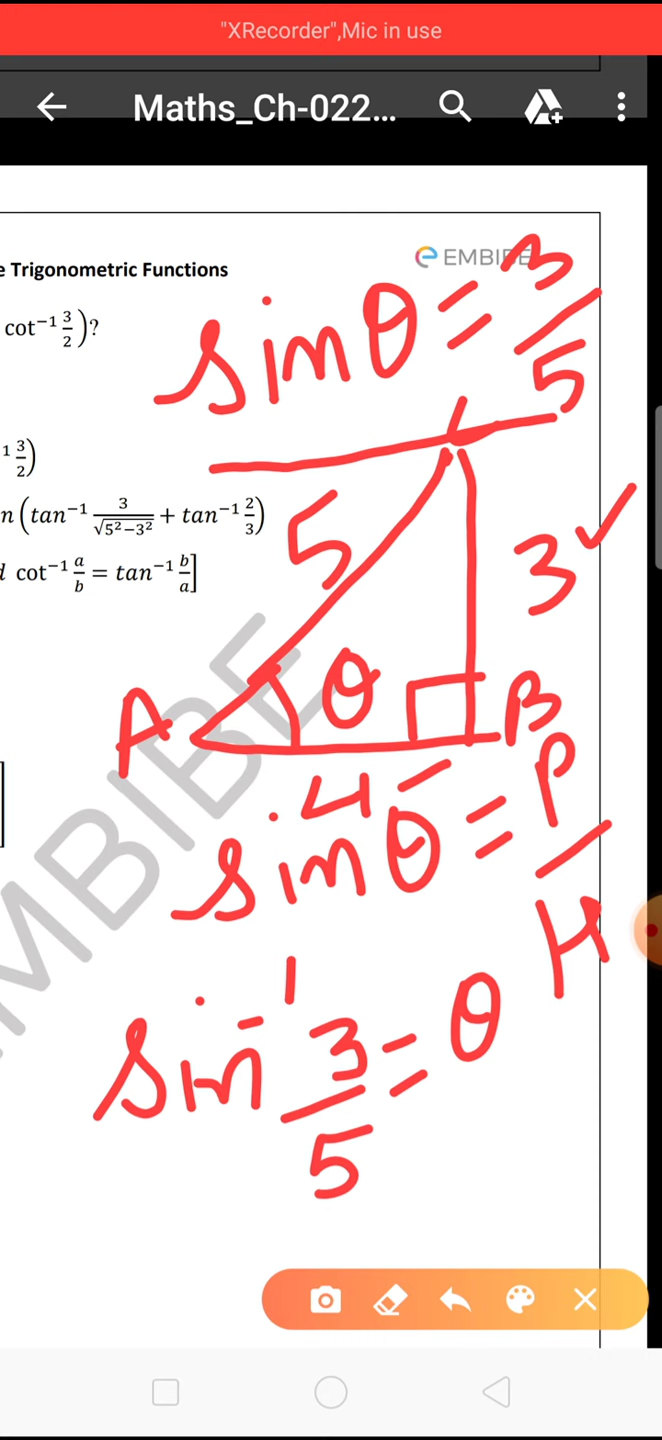 "XRecorder",Mic in use
Maths_Ch-022...
EMBIBE
e Trigonometric Functions
cot⁻¹ 3/2)?
sinθ = 3/5
¹ 3/2)
n (tan⁻¹ 3/√(5²−3²) + tan⁻¹ 2/3)
d cot⁻¹ a/b = tan⁻¹ b/a]
5
3
A
θ
B
4
sinθ = P/H
sin⁻¹ 3/5 = θ
MBIBE